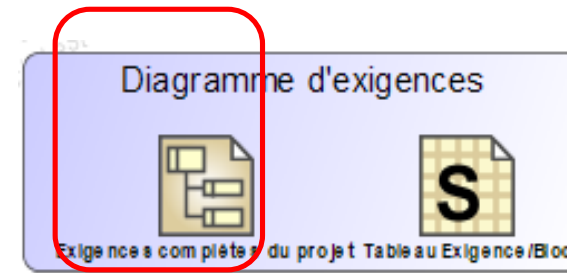 Diagramme d'exigences
S
Exigences complètes du projet Tableau Exigence/Bloc